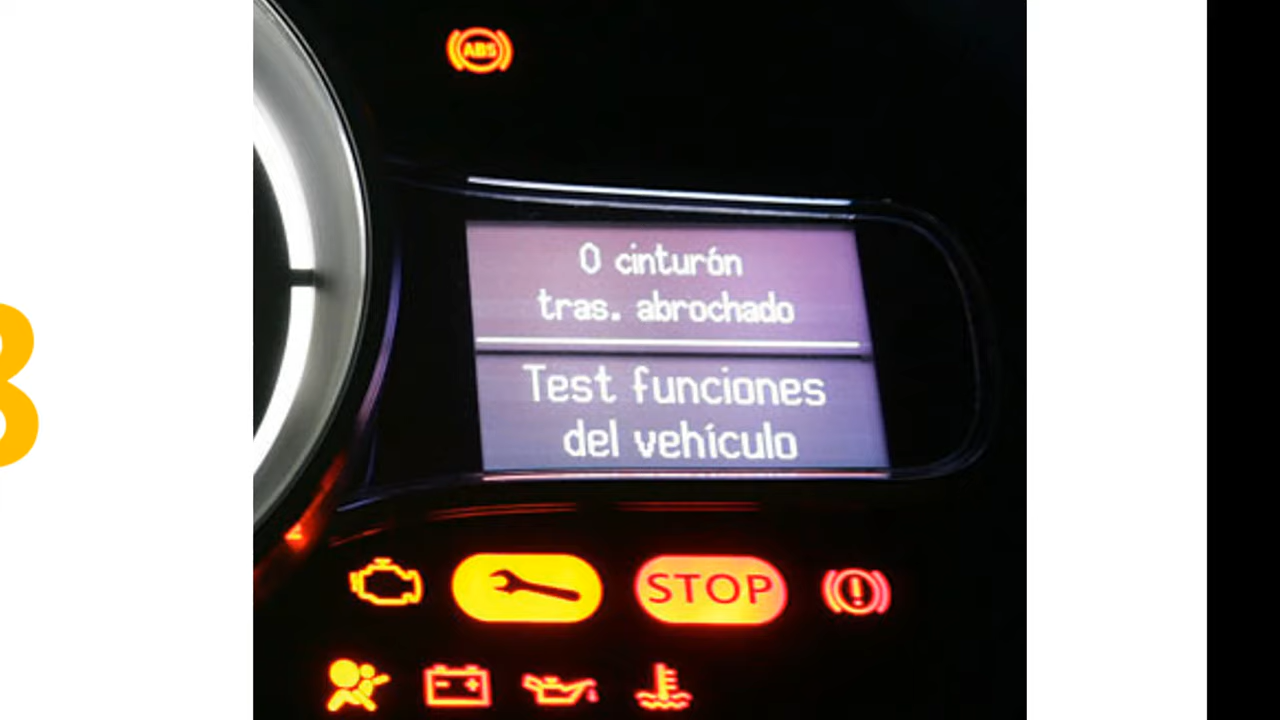 ABS
0 cinturón
tras. abrochado
Test funciones
del vehículo
STOP